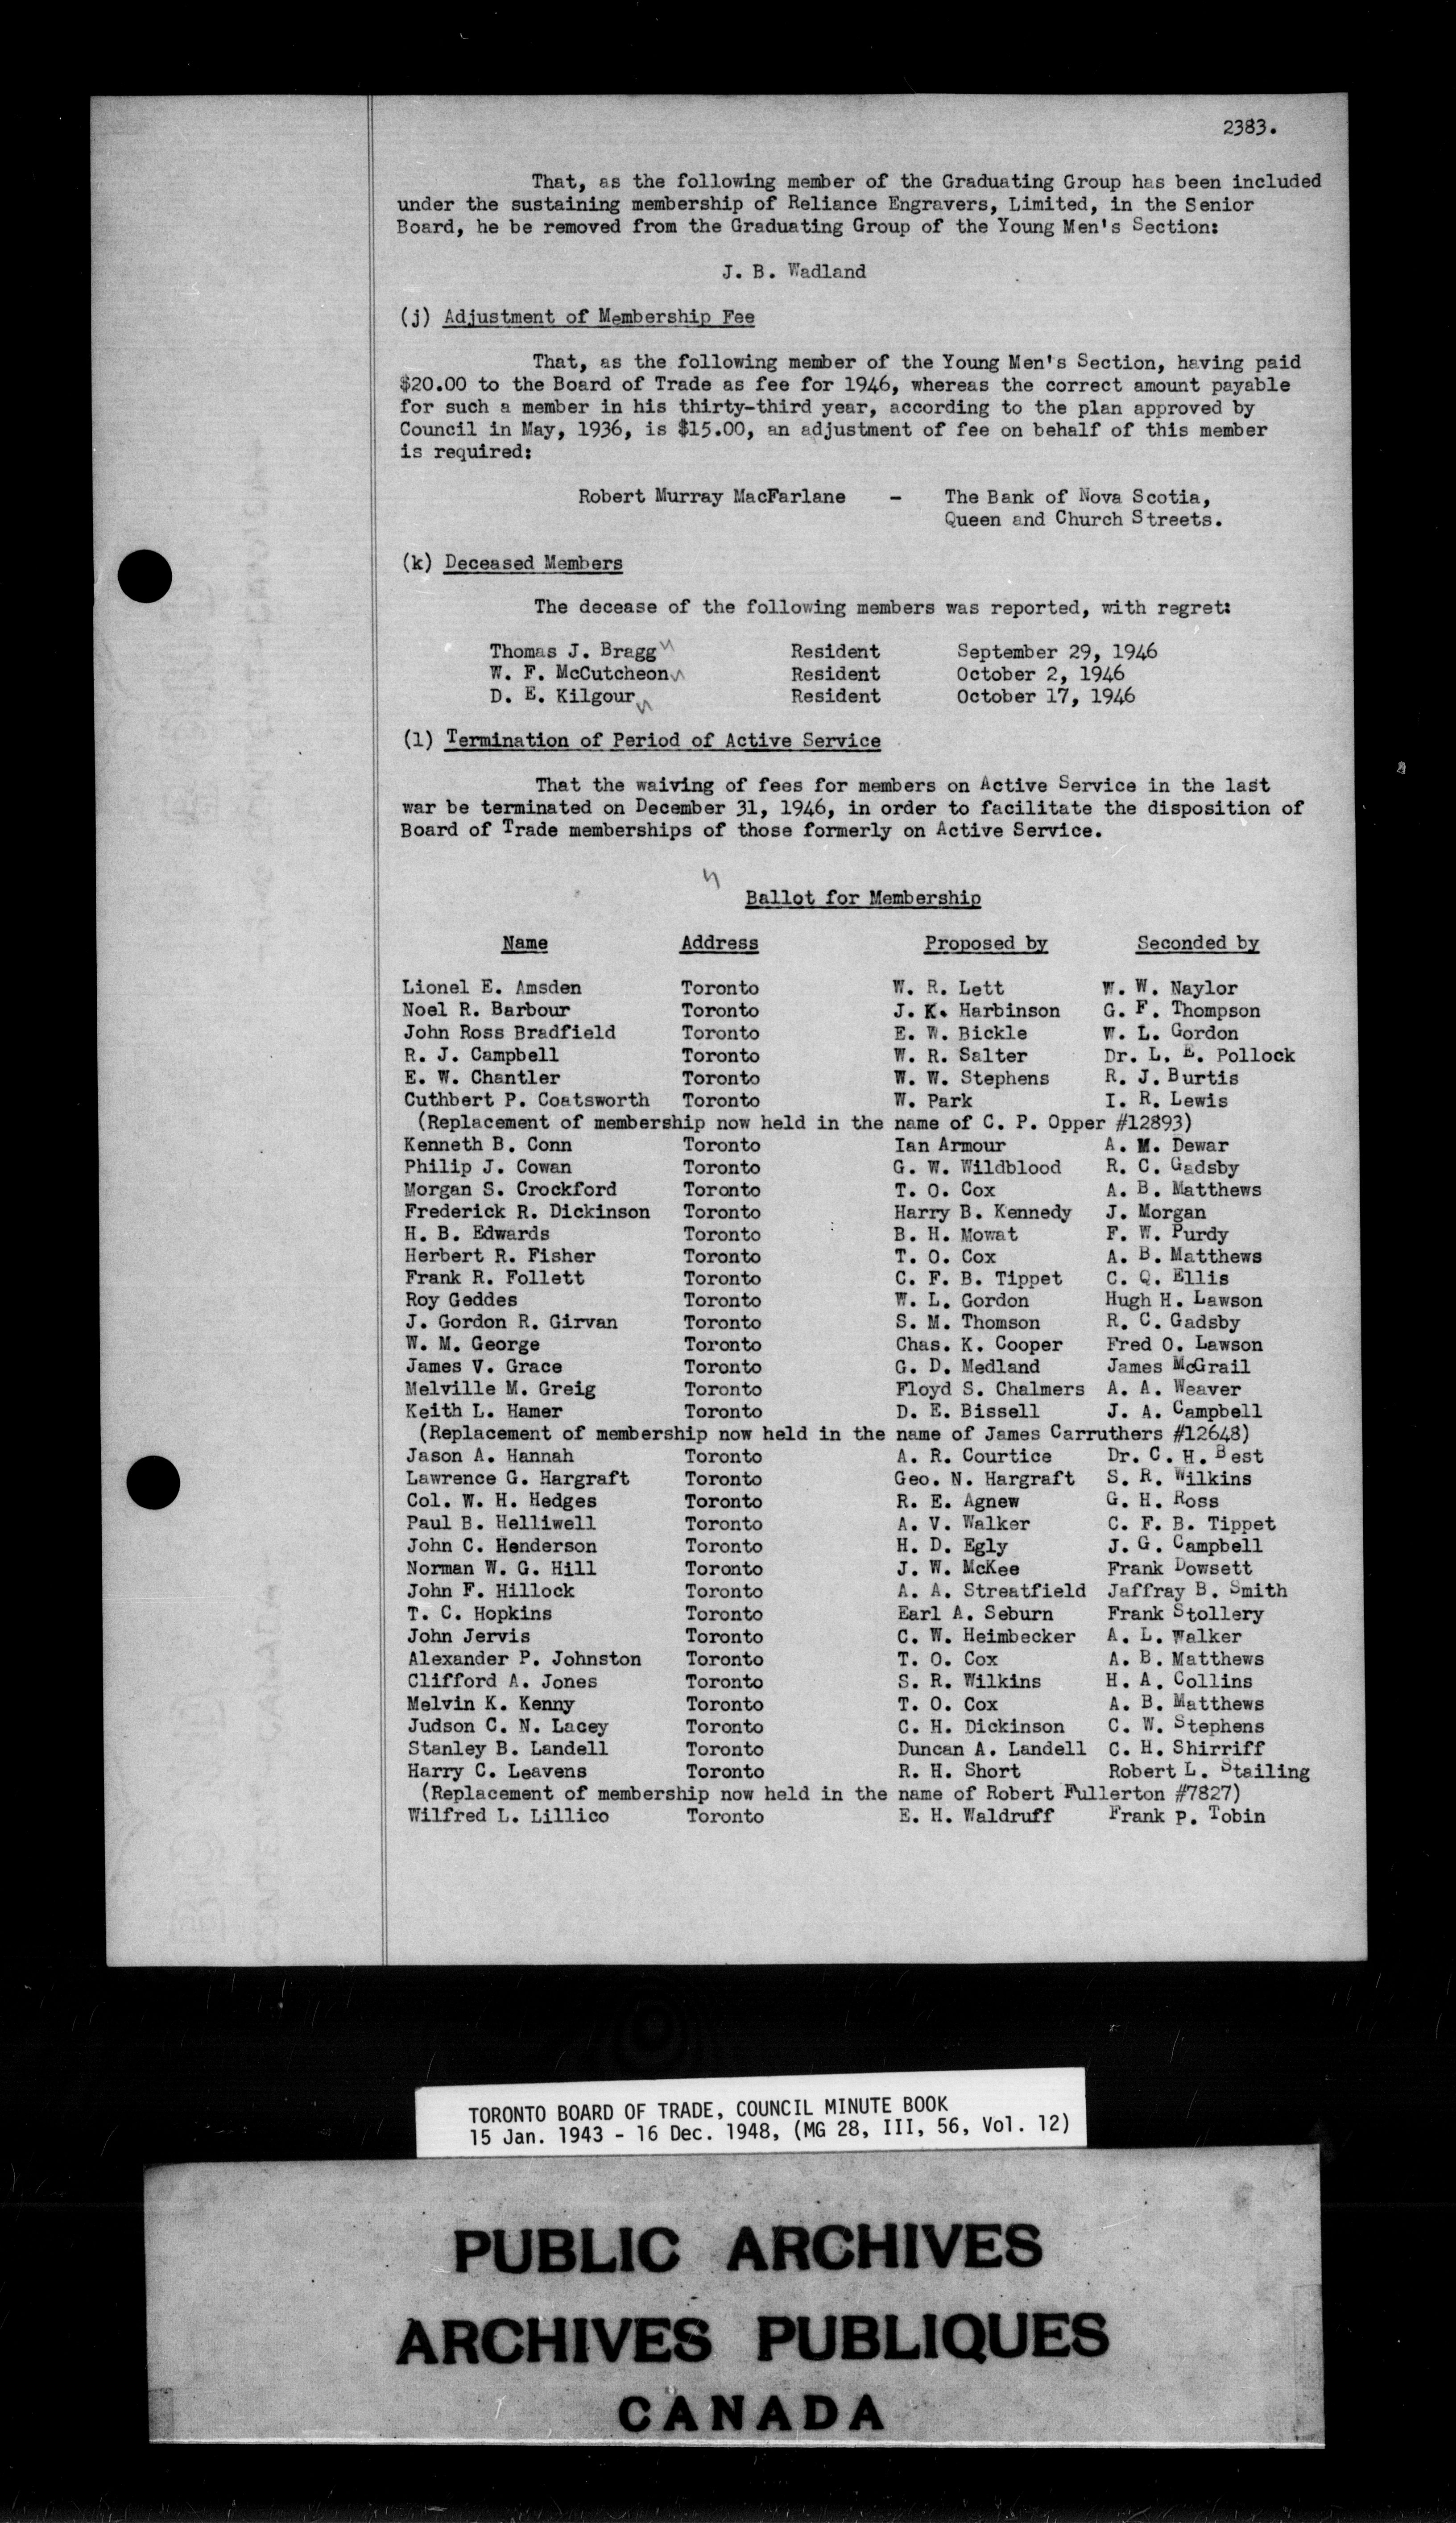 2383.
That, as the following member of the Graduating Group has been included
under the sustaining membership of Reliance Engravers, Limited, in the Senior
Board, he be removed from the Graduating Group of the Young Men's Section:
J. B. Wadland
(j) Adjustment of Membership Fee
That, as the following member of the Young Men's Section, having paid
$20.00 to the Board of Trade as fee for 1946, whereas the correct amount payable
for such a member in his thirty-third year, according to the plan approved by
Council in May, 1936, is $15.00, an adjustment of fee on behalf of this member
is required:
Robert Murray MacFarlane - The Bank of Nova Scotia,
Queen and Church Streets.
(k) Deceased Members
The decease of the following members was reported, with regret:
Thomas J. Bragg Resident September 29, 1946
W. F. McCutcheon Resident October 2, 1946
D. E. Kilgour Resident October 17, 1946
(l) Termination of Period of Active Service
That the waiving of fees for members on Active Service in the last
war be terminated on December 31, 1946, in order to facilitate the disposition of
Board of Trade memberships of those formerly on Active Service.
Ballot for Membership
Name Address Proposed by Seconded by
Lionel E. Amsden Toronto W. R. Lett W. W. Naylor
Noel R. Barbour Toronto J. K. Harbinson G. F. Thompson
John Ross Bradfield Toronto E. W. Bickle W. L. Gordon
R. J. Campbell Toronto W. R. Salter Dr. L. E. Pollock
E. W. Chantler Toronto W. W. Stephens R. J. Burtis
Cuthbert P. Coatsworth Toronto W. Park I. R. Lewis
(Replacement of membership now held in the name of C. P. Opper #12893)
Kenneth B. Conn Toronto Ian Armour A. M. Dewar
Philip J. Cowan Toronto G. W. Wildblood R. C. Gadsby
Morgan S. Crockford Toronto T. O. Cox A. B. Matthews
Frederick R. Dickinson Toronto Harry B. Kennedy J. Morgan
H. B. Edwards Toronto B. H. Mowat F. W. Purdy
Herbert R. Fisher Toronto T. O. Cox A. B. Matthews
Frank R. Follett Toronto C. F. B. Tippet C. Q. Ellis
Roy Geddes Toronto W. L. Gordon Hugh H. Lawson
J. Gordon R. Girvan Toronto S. M. Thomson R. C. Gadsby
W. M. George Toronto Chas. K. Cooper Fred O. Lawson
James V. Grace Toronto G. D. Medland James McGrail
Melville M. Greig Toronto Floyd S. Chalmers A. A. Weaver
Keith L. Hamer Toronto D. E. Bissell J. A. Campbell
(Replacement of membership now held in the name of James Carruthers #12648)
Jason A. Hannah Toronto A. R. Courtice Dr. C. H. Best
Lawrence G. Hargraft Toronto Geo. N. Hargraft S. R. Wilkins
Col. W. H. Hedges Toronto R. E. Agnew G. H. Ross
Paul B. Helliwell Toronto A. V. Walker C. F. B. Tippet
John C. Henderson Toronto H. D. Egly J. G. Campbell
Norman W. G. Hill Toronto J. W. McKee Frank Dowsett
John F. Hillock Toronto A. A. Streatfield Jaffray B. Smith
T. C. Hopkins Toronto Earl A. Seburn Frank Stollery
John Jervis Toronto C. W. Heimbecker A. L. Walker
Alexander P. Johnston Toronto T. O. Cox A. B. Matthews
Clifford A. Jones Toronto S. R. Wilkins H. A. Collins
Melvin K. Kenny Toronto T. O. Cox A. B. Matthews
Judson C. N. Lacey Toronto C. H. Dickinson C. W. Stephens
Stanley B. Landell Toronto Duncan A. Landell C. H. Shirriff
Harry C. Leavens Toronto R. H. Short Robert L. Stailing
(Replacement of membership now held in the name of Robert Fullerton #7827)
Wilfred L. Lillico Toronto E. H. Waldruff Frank P. Tobin
TORONTO BOARD OF TRADE, COUNCIL MINUTE BOOK
15 Jan. 1943 - 16 Dec. 1948, (MG 28, III, 56, Vol. 12)
PUBLIC ARCHIVES
ARCHIVES PUBLIQUES
CANADA